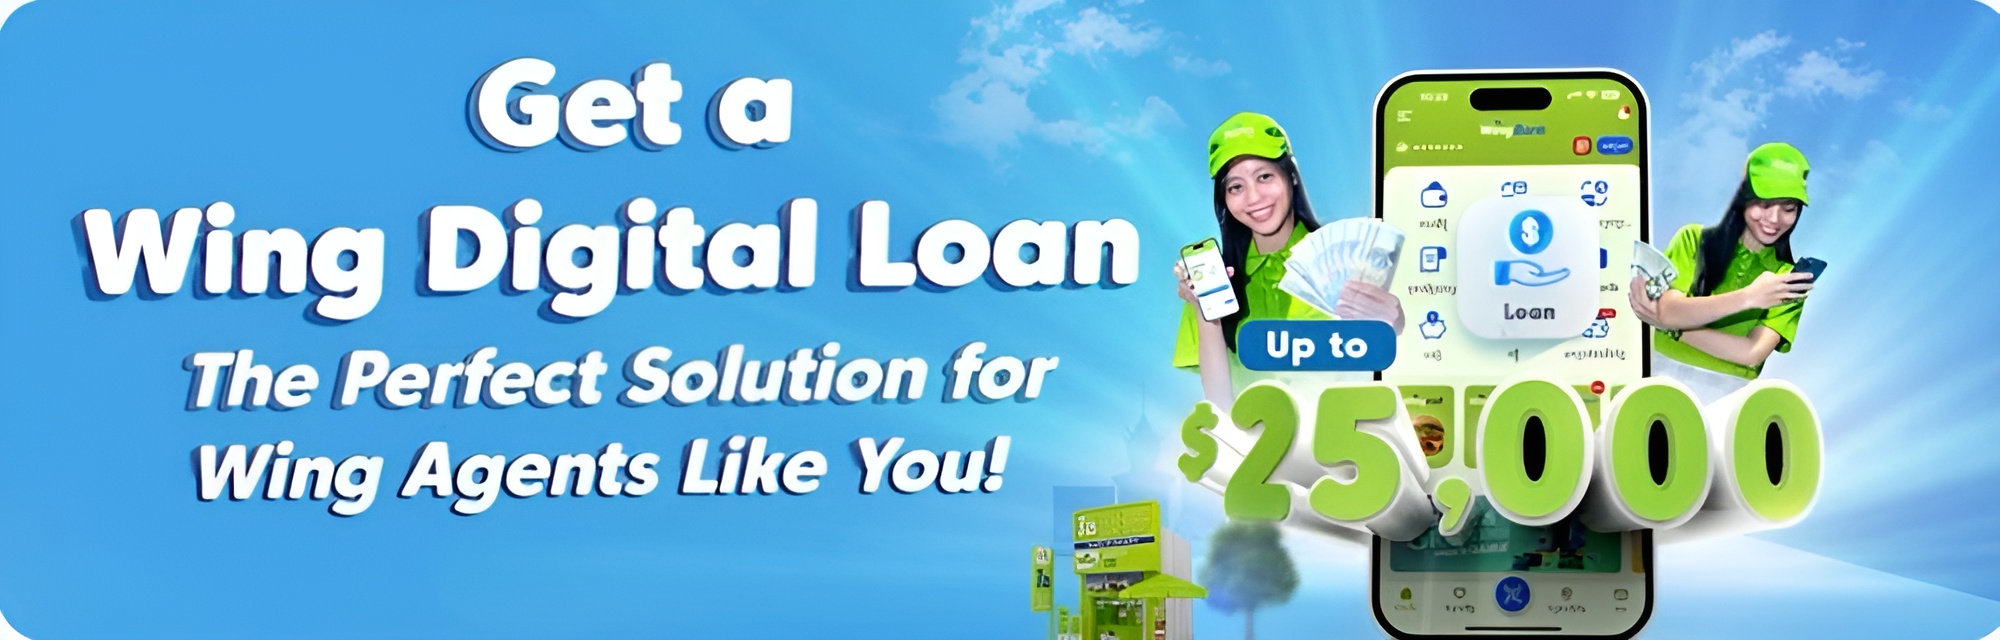 Get a
Wing Digital Loan
The Perfect Solution for
Wing Agents Like You!
Up to
$25,000
Loan